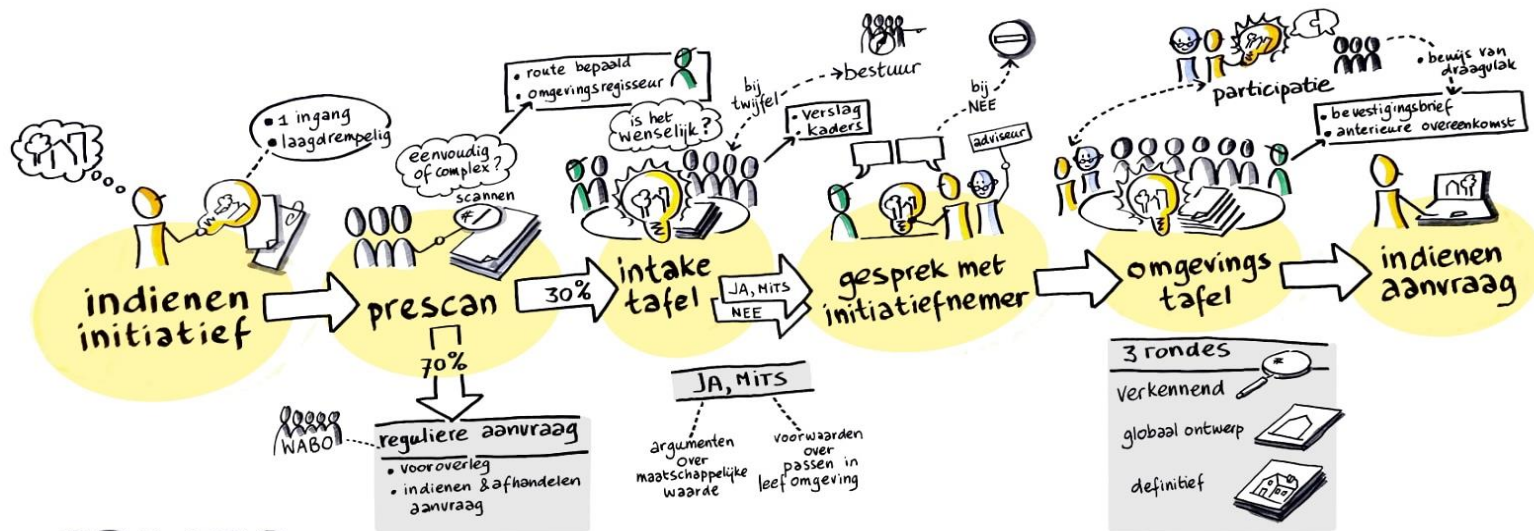 • 1 ingang
• laagdrempelig
indienen
initiatief
eenvoudig
of complex?
scannen
prescan
30%
70%
WABO
reguliere aanvraag
• vooroverleg
• indienen & afhandelen
aanvraag
• route bepaald
• omgevingsregisseur
is het
wenselijk?
bij
twijfel
bestuur
• verslag
• kaders
intake
tafel
JA, MITS
NEE
JA, MITS
argumenten
over
maatschappelijke
waarde
voorwaarden
over
passen in
leefomgeving
bij
NEE
adviseur
gesprek met
initiatiefnemer
participatie
• bewijs van
draagvlak
• bevestigingsbrief
• anterieure overeenkomst
omgevings
tafel
3 rondes
verkennend
globaal ontwerp
definitief
indienen
aanvraag